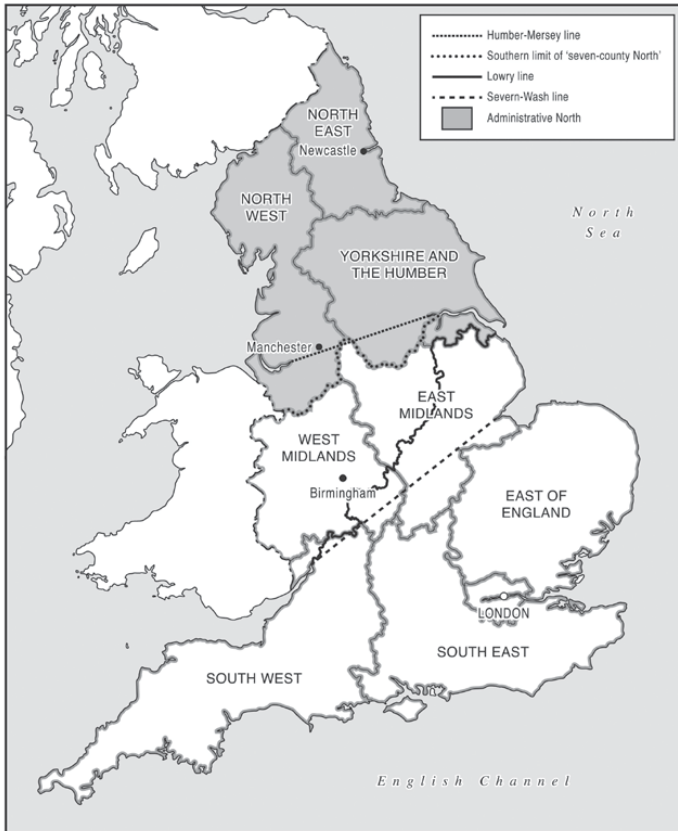 Humber-Mersey line
Southern limit of ‘seven-county North’
Lowry line
Severn-Wash line
Administrative North
NORTH
EAST
Newcastle
NORTH
WEST
North
Sea
YORKSHIRE AND
THE HUMBER
Manchester
EAST
MIDLANDS
WEST
MIDLANDS
Birmingham
EAST OF
ENGLAND
LONDON
SOUTH EAST
SOUTH WEST
English Channel